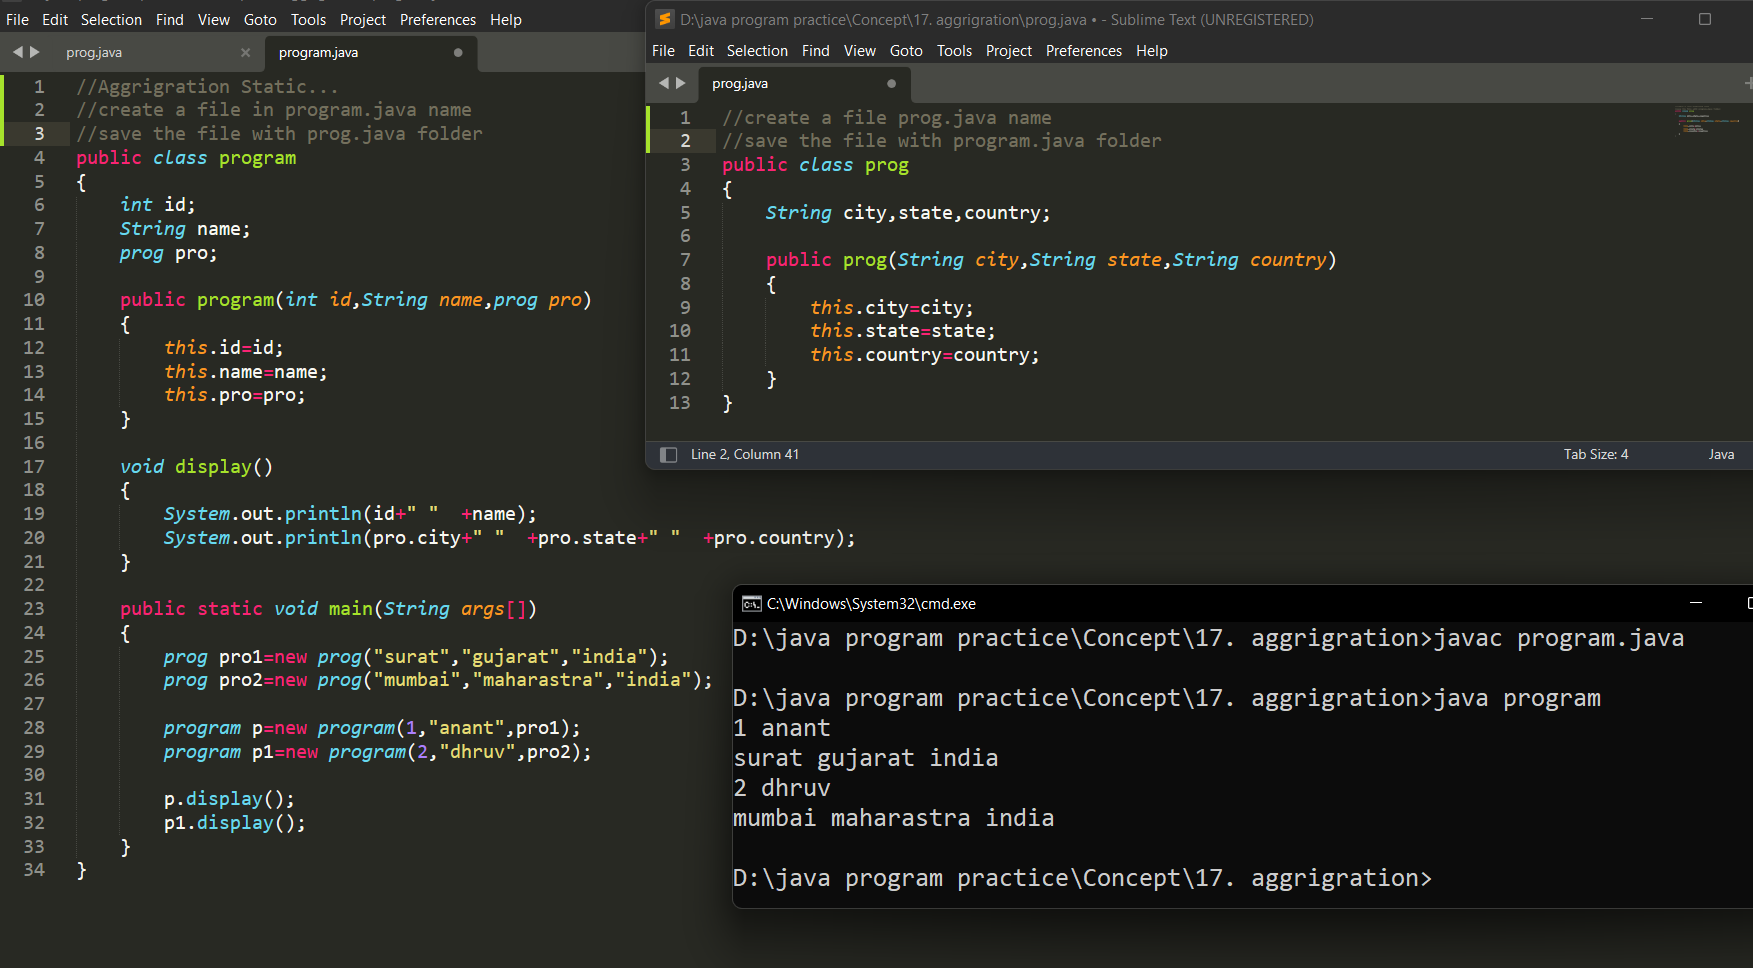 File Edit Selection Find View Goto Tools Project Preferences Help
prog.java × program.java
1 //Aggrigration Static...
2 //create a file in program.java name
3 //save the file with prog.java folder
4 public class program
5 {
6 int id;
7 String name;
8 prog pro;
9
10 public program(int id,String name,prog pro)
11 {
12 this.id=id;
13 this.name=name;
14 this.pro=pro;
15 }
16
17 void display()
18 {
19 System.out.println(id+" "  +name);
20 System.out.println(pro.city+" "  +pro.state+" "  +pro.country);
21 }
22
23 public static void main(String args[])
24 {
25 prog pro1=new prog("surat","gujarat","india");
26 prog pro2=new prog("mumbai","maharastra","india");
27
28 program p=new program(1,"anant",pro1);
29 program p1=new program(2,"dhruv",pro2);
30
31 p.display();
32 p1.display();
33 }
34 }
D:\java program practice\Concept\17. aggrigration\prog.java • - Sublime Text (UNREGISTERED)
File Edit Selection Find View Goto Tools Project Preferences Help
prog.java
1 //create a file prog.java name
2 //save the file with program.java folder
3 public class prog
4 {
5 String city,state,country;
6
7 public prog(String city,String state,String country)
8 {
9 this.city=city;
10 this.state=state;
11 this.country=country;
12 }
13 }
Line 2, Column 41 Tab Size: 4 Java
C:\Windows\System32\cmd.exe
D:\java program practice\Concept\17. aggrigration>javac program.java
D:\java program practice\Concept\17. aggrigration>java program
1 anant
surat gujarat india
2 dhruv
mumbai maharastra india
D:\java program practice\Concept\17. aggrigration>